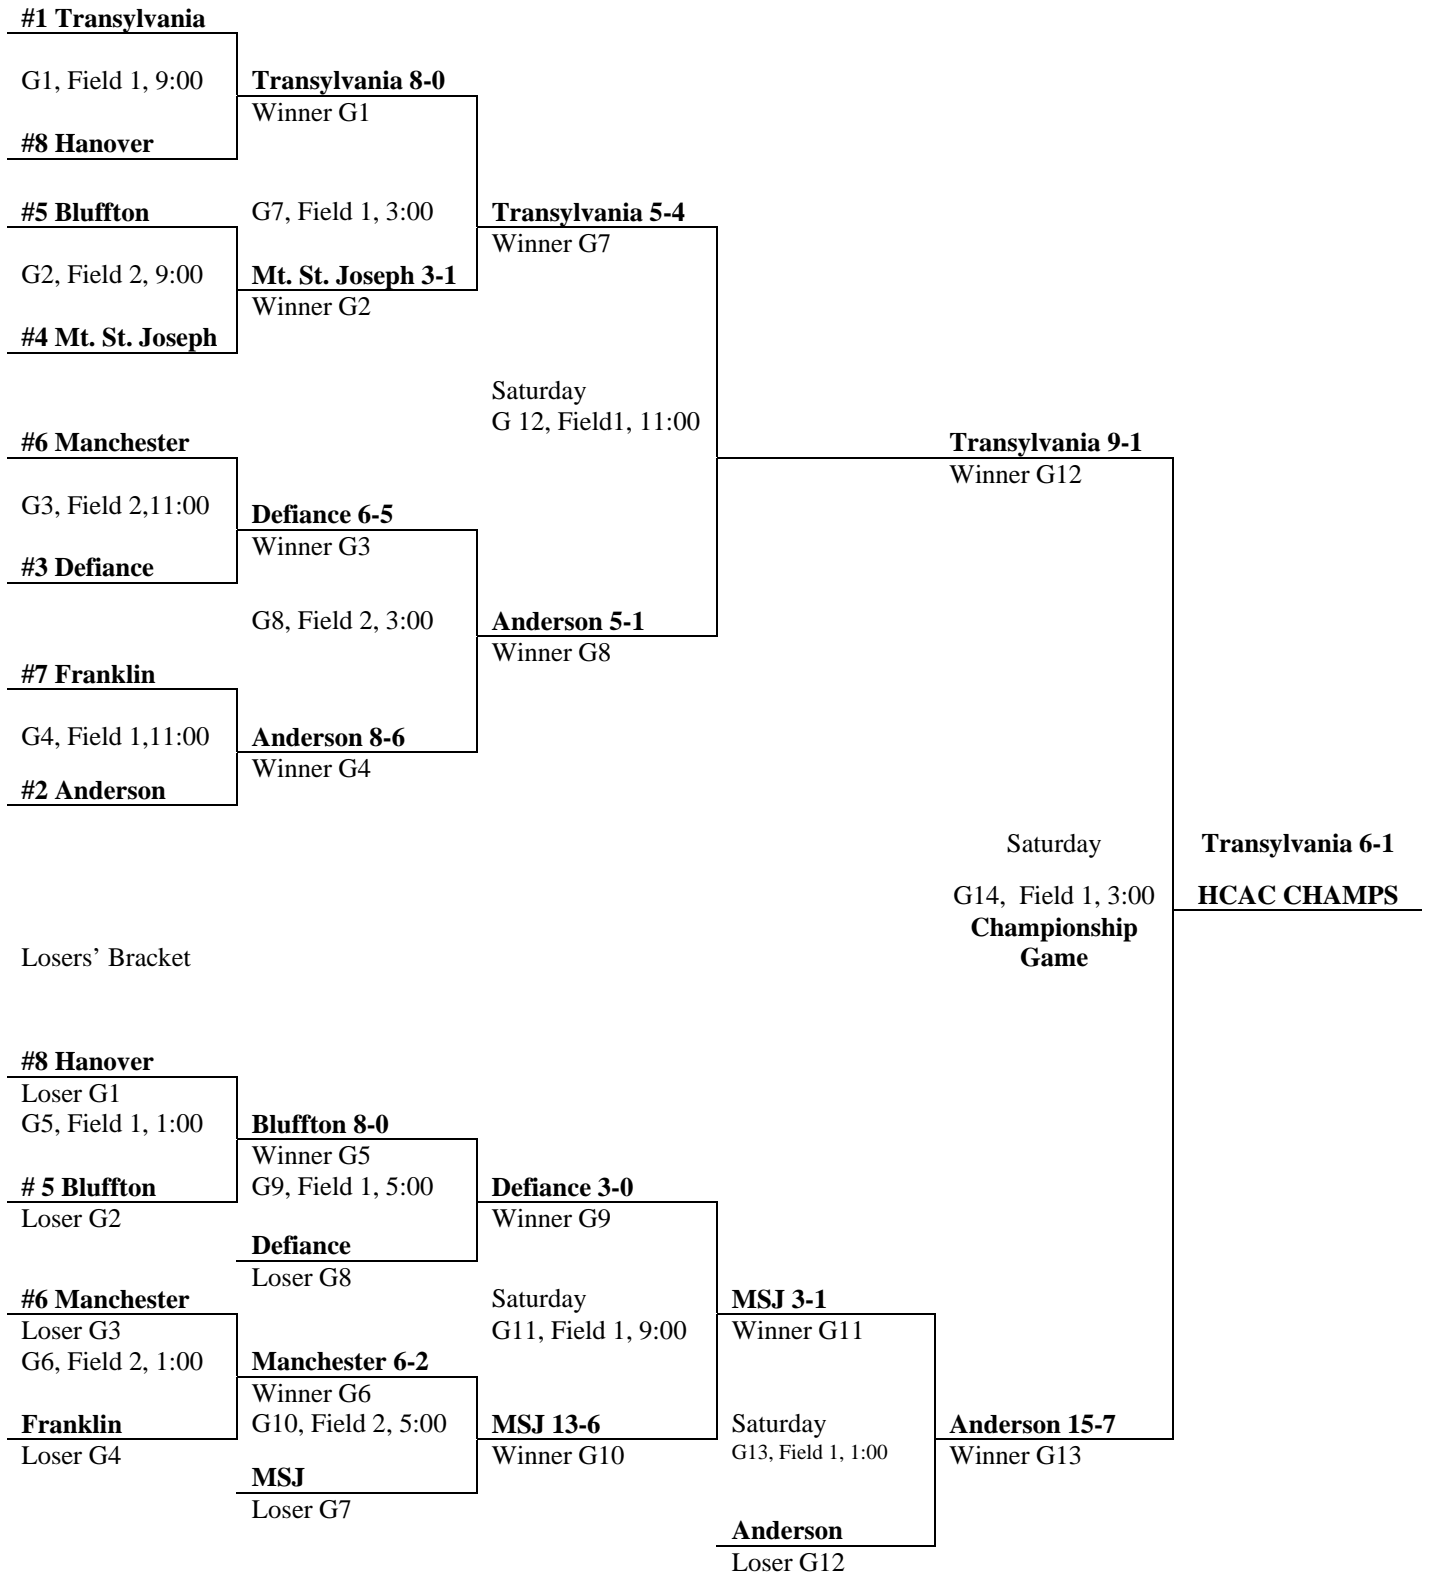 #1 Transylvania
G1, Field 1, 9:00
Transylvania 8-0
Winner G1
#8 Hanover
#5 Bluffton
G7, Field 1, 3:00
Transylvania 5-4
Winner G7
G2, Field 2, 9:00
Mt. St. Joseph 3-1
Winner G2
#4 Mt. St. Joseph
Saturday
G 12, Field1, 11:00
#6 Manchester
Transylvania 9-1
Winner G12
G3, Field 2,11:00
Defiance 6-5
Winner G3
#3 Defiance
G8, Field 2, 3:00
Anderson 5-1
Winner G8
#7 Franklin
G4, Field 1,11:00
Anderson 8-6
Winner G4
#2 Anderson
Saturday
Transylvania 6-1
G14, Field 1, 3:00
HCAC CHAMPS
Championship
Game
Losers’ Bracket
#8 Hanover
Loser G1
G5, Field 1, 1:00
Bluffton 8-0
Winner G5
# 5 Bluffton
G9, Field 1, 5:00
Defiance 3-0
Loser G2
Winner G9
Defiance
Loser G8
#6 Manchester
Saturday
MSJ 3-1
Loser G3
G11, Field 1, 9:00
Winner G11
G6, Field 2, 1:00
Manchester 6-2
Winner G6
Franklin
G10, Field 2, 5:00
MSJ 13-6
Saturday
Anderson 15-7
Loser G4
Winner G10
G13, Field 1, 1:00
Winner G13
MSJ
Loser G7
Anderson
Loser G12